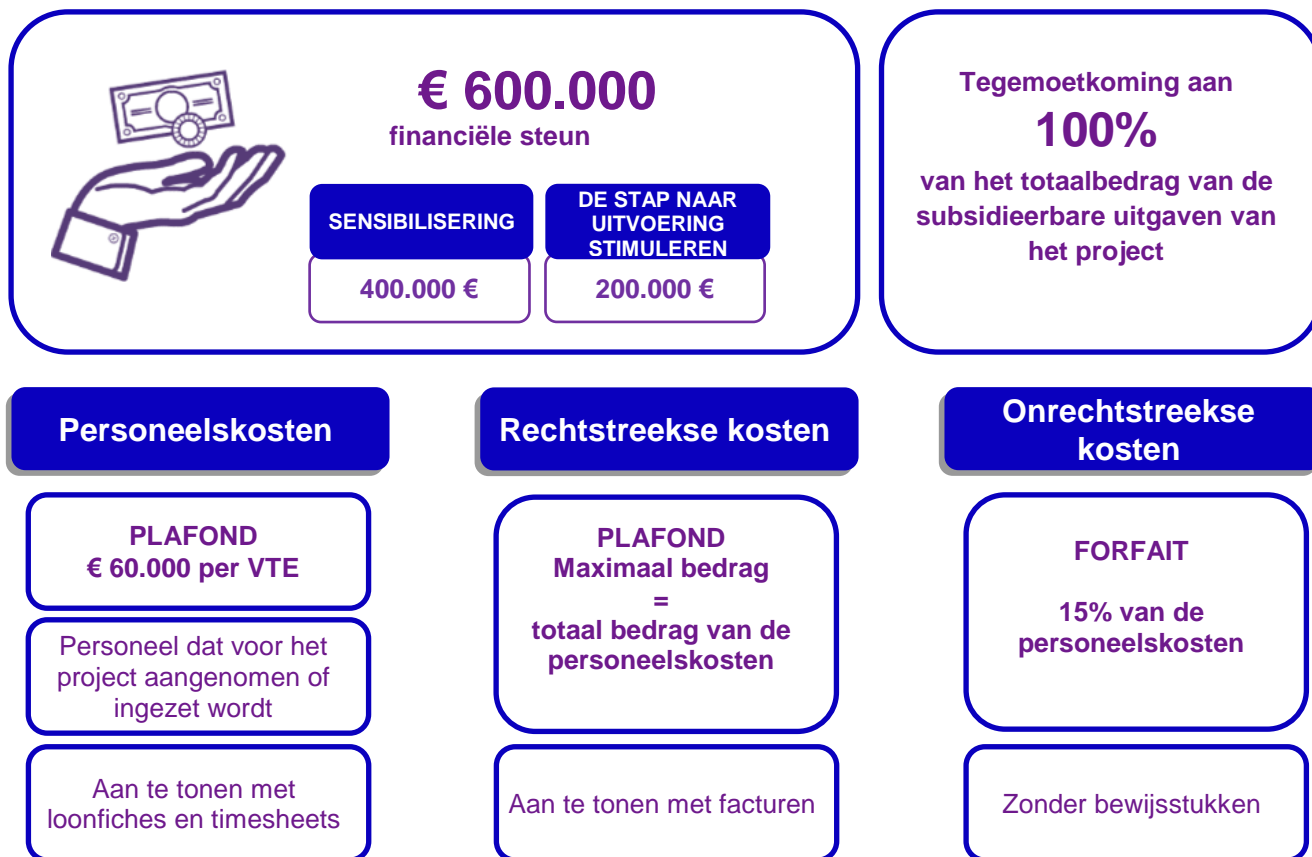 € 600.000
financiële steun
SENSIBILISERING
400.000 €
DE STAP NAAR
UITVOERING
STIMULEREN
200.000 €
Tegemoetkoming aan
100%
van het totaalbedrag van de
subsidieerbare uitgaven van
het project
Personeelskosten
PLAFOND
€ 60.000 per VTE
Personeel dat voor het
project aangenomen of
ingezet wordt
Aan te tonen met
loonfiches en timesheets
Rechtstreekse kosten
PLAFOND
Maximaal bedrag
=
totaal bedrag van de
personeelskosten
Aan te tonen met facturen
Onrechtstreekse
kosten
FORFAIT
15% van de
personeelskosten
Zonder bewijsstukken